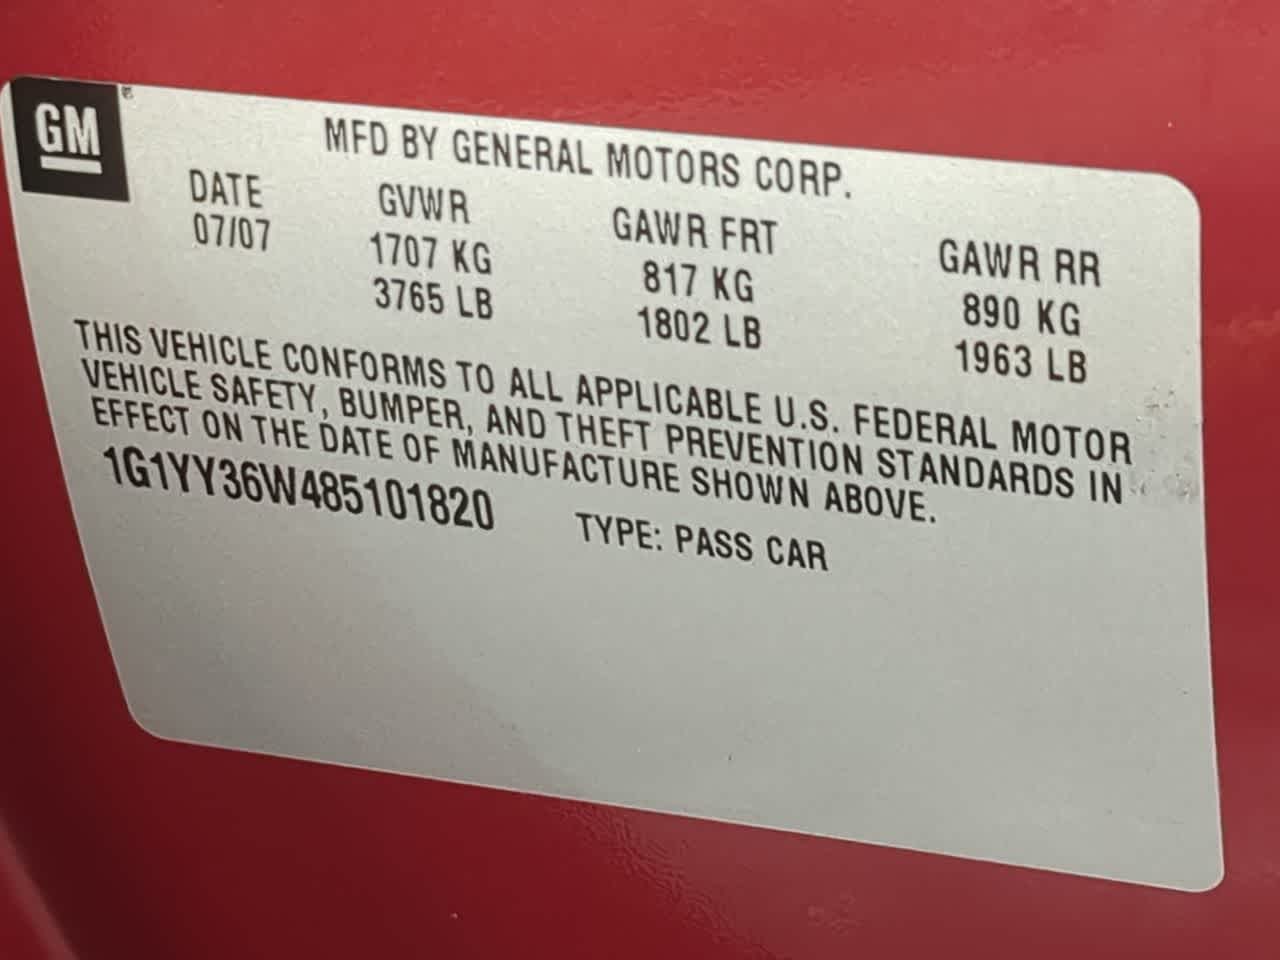 GM®
MFD BY GENERAL MOTORS CORP.
DATE GVWR GAWR FRT GAWR RR
07/07 1707 KG 817 KG 890 KG
3765 LB 1802 LB 1963 LB
THIS VEHICLE CONFORMS TO ALL APPLICABLE U.S. FEDERAL MOTOR
VEHICLE SAFETY, BUMPER, AND THEFT PREVENTION STANDARDS IN
EFFECT ON THE DATE OF MANUFACTURE SHOWN ABOVE.
1G1YY36W485101820 TYPE: PASS CAR